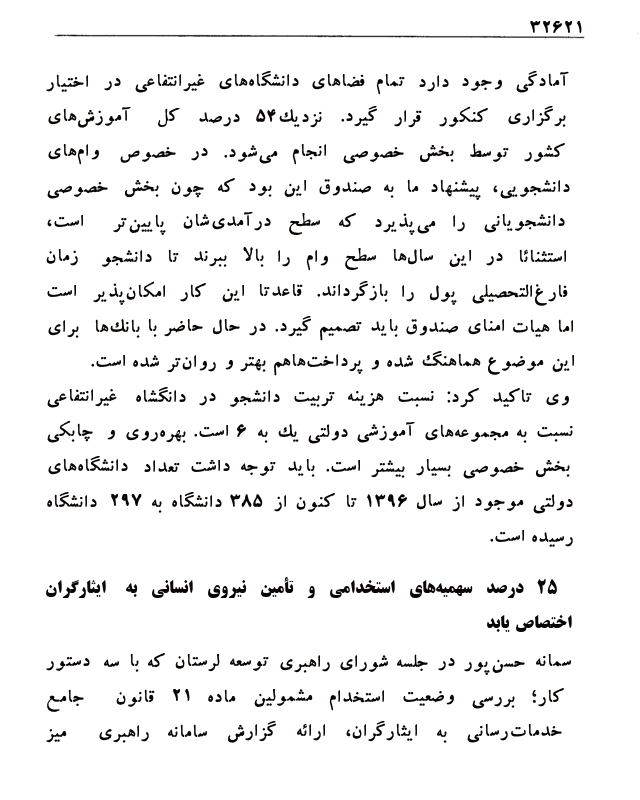 ۳۲۶۲۱
آمادگی وجود دارد تمام فضاهای دانشگاه‌های غیرانتفاعی در اختیار
برگزاری کنکور قرار گیرد. نزدیك ۵۴ درصد کل آموزش‌های
کشور توسط بخش خصوصی انجام می‌شود. در خصوص وام‌های
دانشجویی، پیشنهاد ما به صندوق این بود که چون بخش خصوصی
دانشجویانی را می‌پذیرد که سطح درآمدی‌شان پایین‌تر است،
استثنائا در این سال‌ها سطح وام را بالا ببرند تا دانشجو زمان
فارغ‌التحصیلی پول را بازگرداند. قاعدتا این کار امکان‌پذیر است
اما هیات امنای صندوق باید تصمیم گیرد. در حال حاضر با بانك‌ها برای
این موضوع هماهنگ شده و پرداخت‌هاهم بهتر و روان‌تر شده است.
وی تاکید کرد: نسبت هزینه تربیت دانشجو در دانگشاه غیرانتفاعی
نسبت به مجموعه‌های آموزشی دولتی یك به ۶ است. بهره‌روی و چابکی
بخش خصوصی بسیار بیشتر است. باید توجه داشت تعداد دانشگاه‌های
دولتی موجود از سال ۱۳۹۶ تا کنون از ۳۸۵ دانشگاه به ۲۹۷ دانشگاه
رسیده است.
۲۵ درصد سهمیه‌های استخدامی و تأمین نیروی انسانی به ایثارگران
اختصاص یابد
سمانه حسن‌پور در جلسه شورای راهبری توسعه لرستان که با سه دستور
کار؛ بررسی وضعیت استخدام مشمولین ماده ۲۱ قانون جامع
خدمات‌رسانی به ایثارگران، ارائه گزارش سامانه راهبری میز